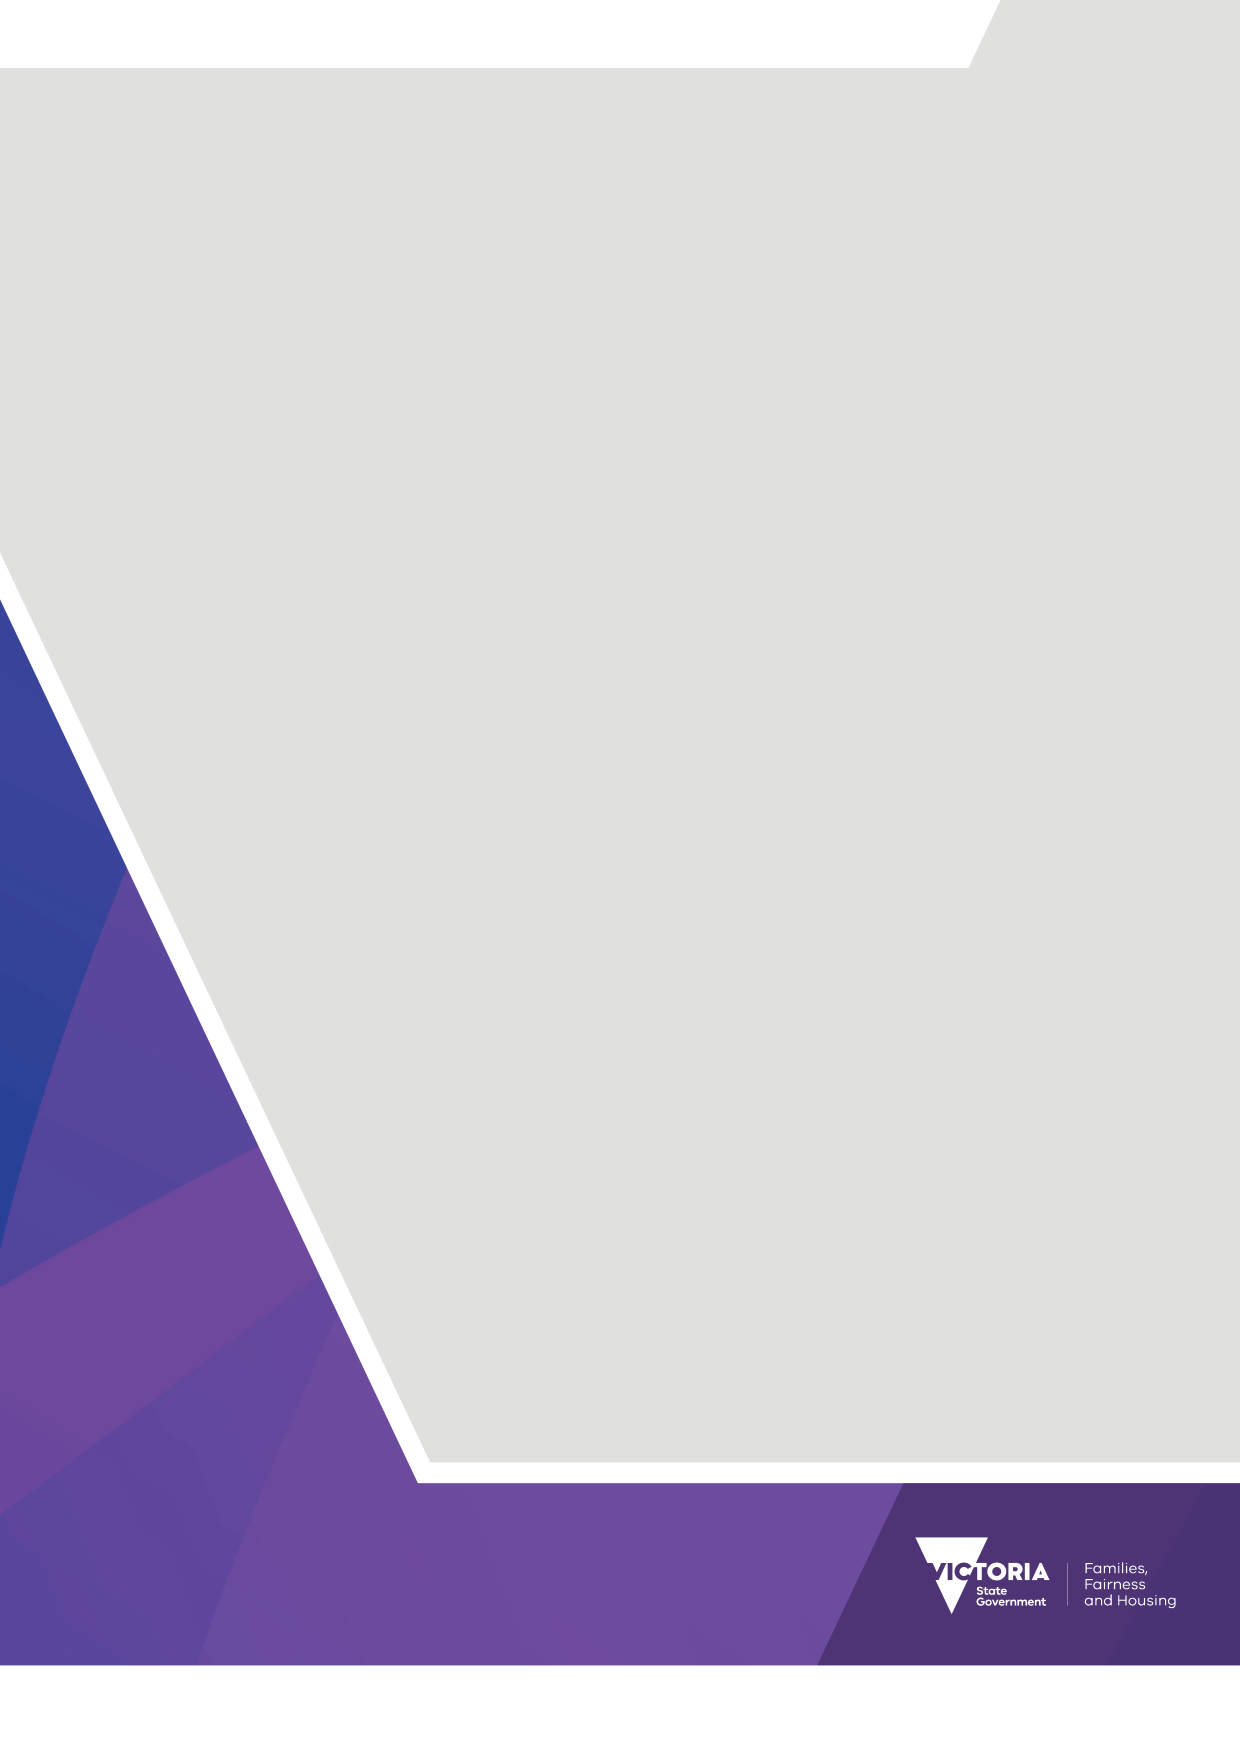 VICTORIA
State
Government
Families,
Fairness
and Housing